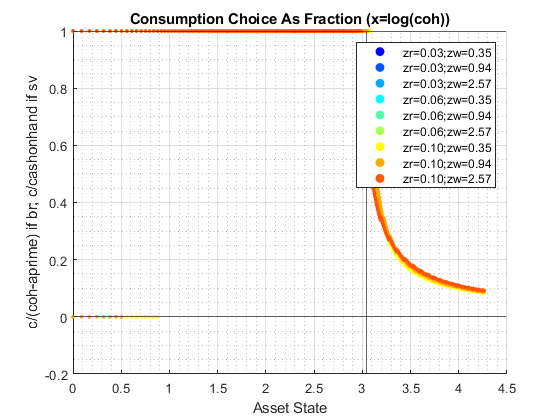 Consumption Choice As Fraction (x=log(coh))
c/(coh-aprime) if br; c/cashonhand if sv
1
0.8
0.6
0.4
0.2
0
-0.2
zr=0.03;zw=0.35
zr=0.03;zw=0.94
zr=0.03;zw=2.57
zr=0.06;zw=0.35
zr=0.06;zw=0.94
zr=0.06;zw=2.57
zr=0.10;zw=0.35
zr=0.10;zw=0.94
zr=0.10;zw=2.57
0 0.5 1 1.5 2 2.5 3 3.5 4 4.5
Asset State